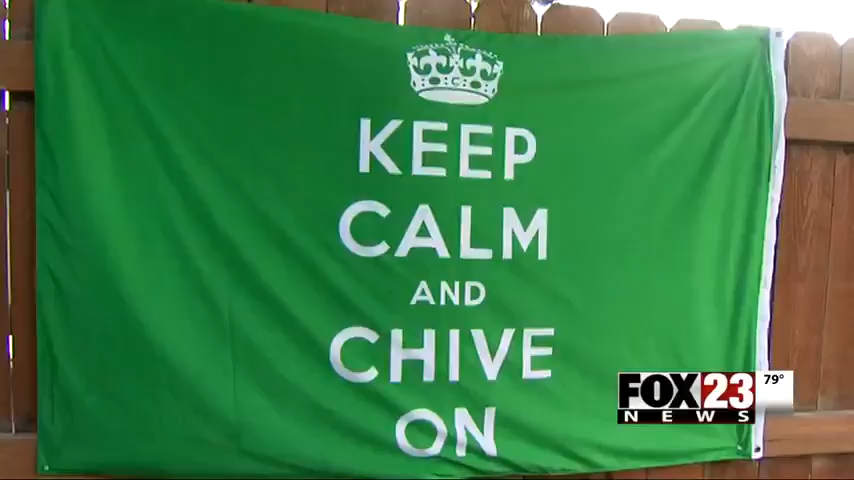 KEEP
CALM
AND
CHIVE
ON
FOX23 79°
NEWS